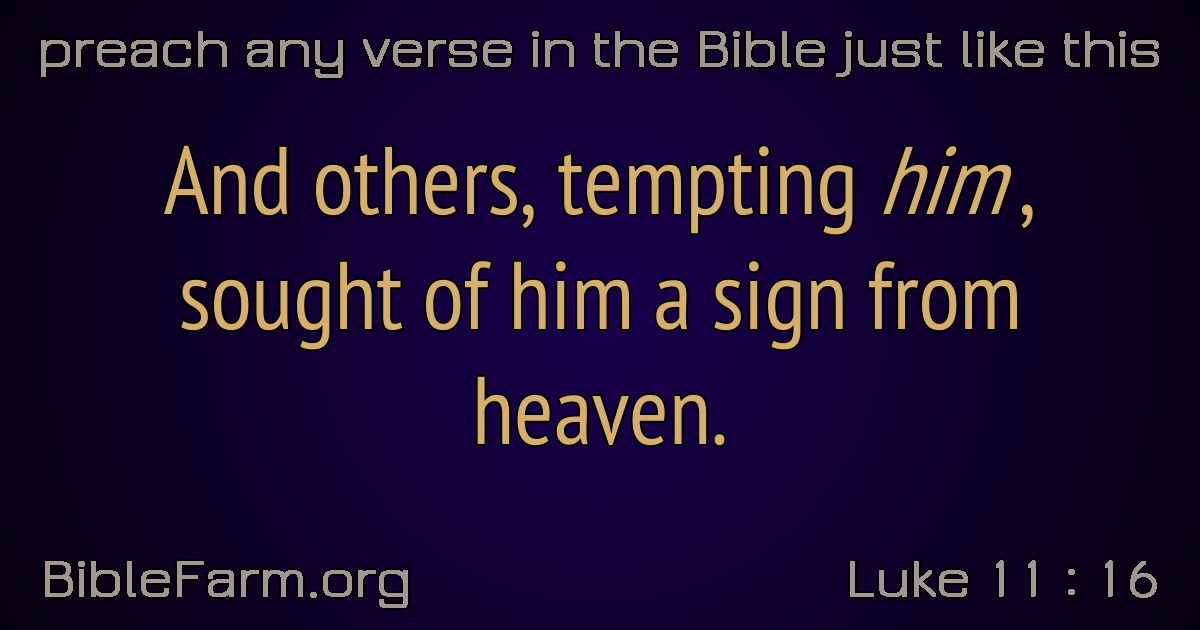 preach any verse in the Bible just like this
And others, tempting him,
sought of him a sign from
heaven.
BibleFarm.org
Luke 11 : 16